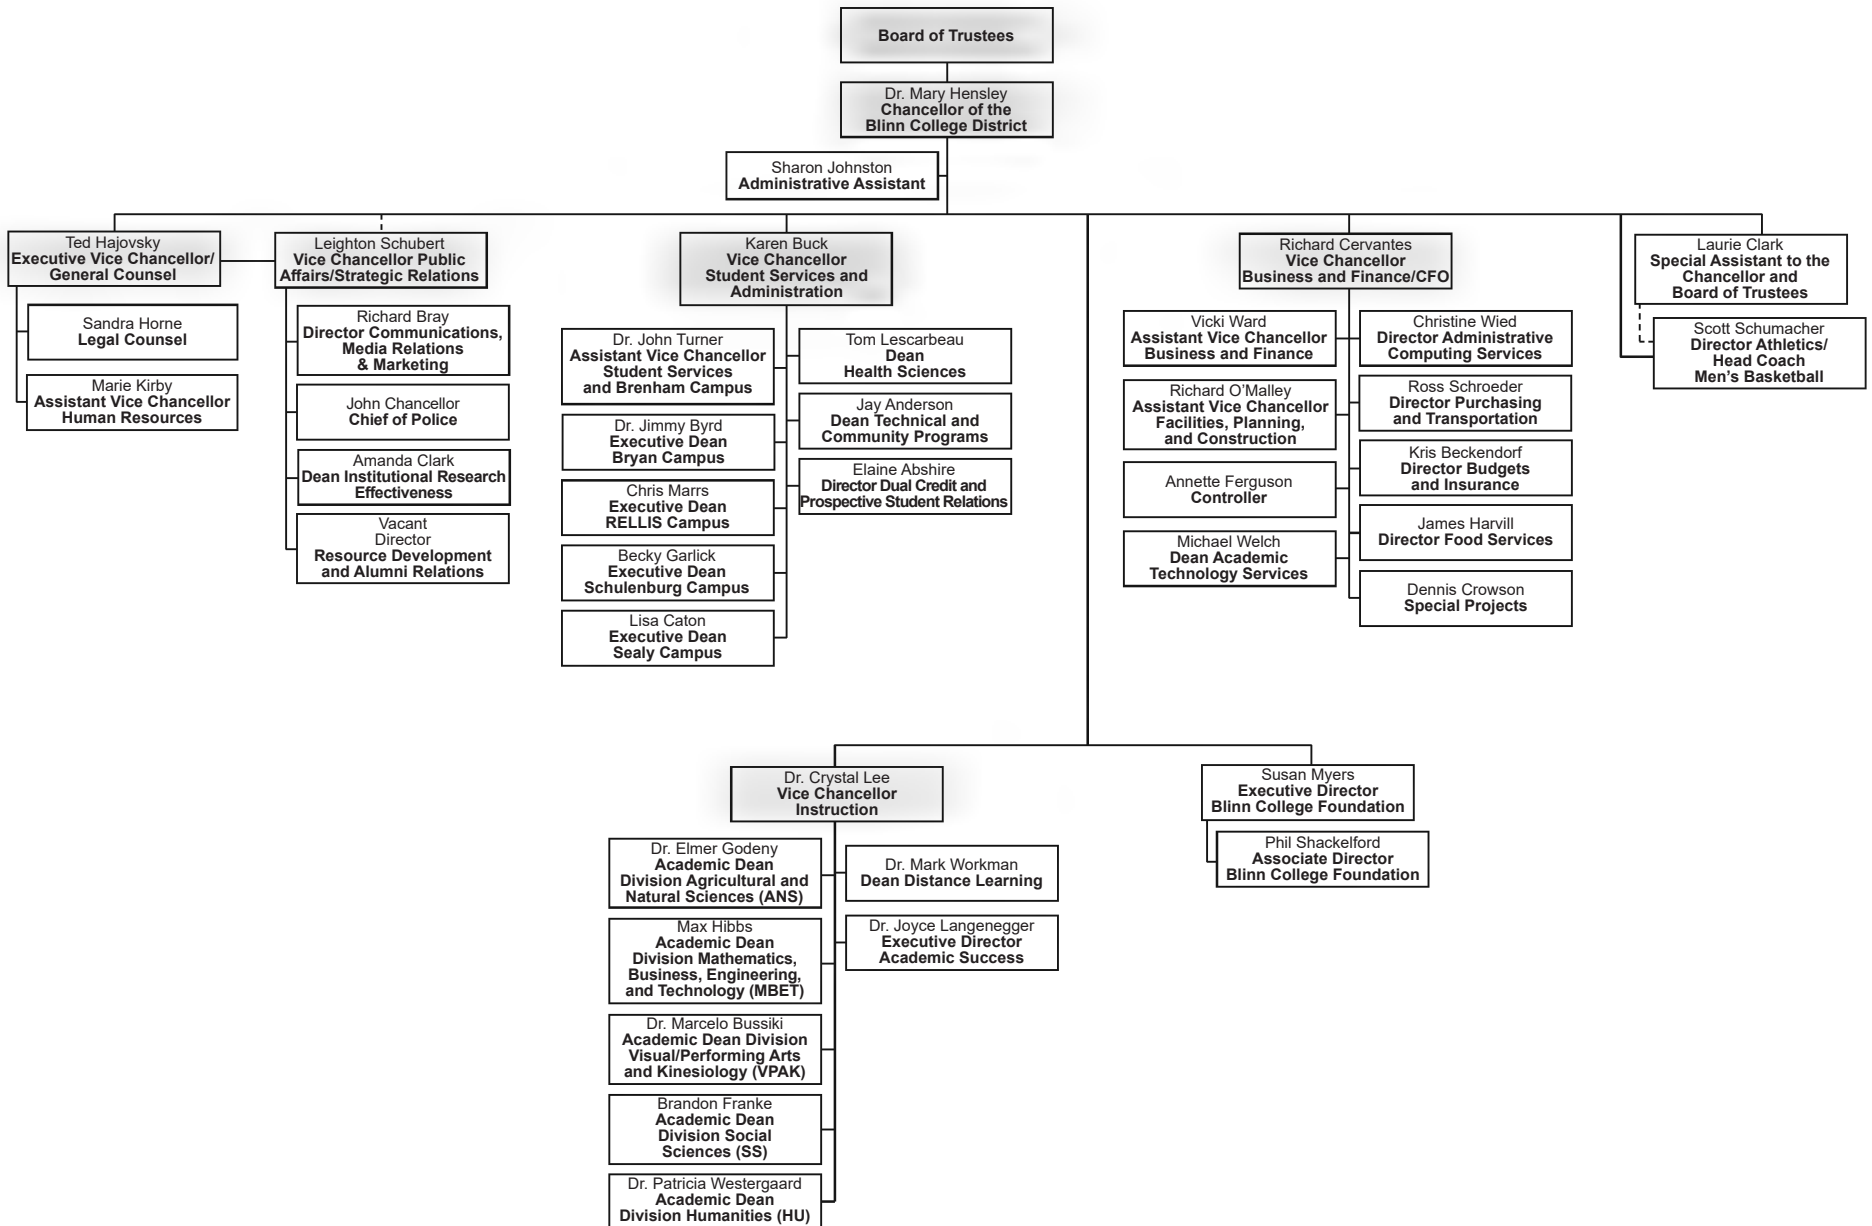 Board of Trustees
Dr. Mary Hensley
Chancellor of the
Blinn College District
Sharon Johnston
Administrative Assistant
Ted Hajovsky
Executive Vice Chancellor/
General Counsel
Sandra Horne
Legal Counsel
Marie Kirby
Assistant Vice Chancellor
Human Resources
Leighton Schubert
Vice Chancellor Public
Affairs/Strategic Relations
Richard Bray
Director Communications,
Media Relations
& Marketing
John Chancellor
Chief of Police
Amanda Clark
Dean Institutional Research
Effectiveness
Vacant
Director
Resource Development
and Alumni Relations
Karen Buck
Vice Chancellor
Student Services and
Administration
Dr. John Turner
Assistant Vice Chancellor
Student Services
and Brenham Campus
Dr. Jimmy Byrd
Executive Dean
Bryan Campus
Chris Marrs
Executive Dean
RELLIS Campus
Becky Garlick
Executive Dean
Schulenburg Campus
Lisa Caton
Executive Dean
Sealy Campus
Tom Lescarbeau
Dean
Health Sciences
Jay Anderson
Dean Technical and
Community Programs
Elaine Abshire
Director Dual Credit and
Prospective Student Relations
Richard Cervantes
Vice Chancellor
Business and Finance/CFO
Vicki Ward
Assistant Vice Chancellor
Business and Finance
Richard O’Malley
Assistant Vice Chancellor
Facilities, Planning,
and Construction
Annette Ferguson
Controller
Michael Welch
Dean Academic
Technology Services
Christine Wied
Director Administrative
Computing Services
Ross Schroeder
Director Purchasing
and Transportation
Kris Beckendorf
Director Budgets
and Insurance
James Harvill
Director Food Services
Dennis Crowson
Special Projects
Laurie Clark
Special Assistant to the
Chancellor and
Board of Trustees
Scott Schumacher
Director Athletics/
Head Coach
Men’s Basketball
Dr. Crystal Lee
Vice Chancellor
Instruction
Dr. Elmer Godeny
Academic Dean
Division Agricultural and
Natural Sciences (ANS)
Max Hibbs
Academic Dean
Division Mathematics,
Business, Engineering,
and Technology (MBET)
Dr. Marcelo Bussiki
Academic Dean Division
Visual/Performing Arts
and Kinesiology (VPAK)
Brandon Franke
Academic Dean
Division Social
Sciences (SS)
Dr. Patricia Westergaard
Academic Dean
Division Humanities (HU)
Dr. Mark Workman
Dean Distance Learning
Dr. Joyce Langenegger
Executive Director
Academic Success
Susan Myers
Executive Director
Blinn College Foundation
Phil Shackelford
Associate Director
Blinn College Foundation